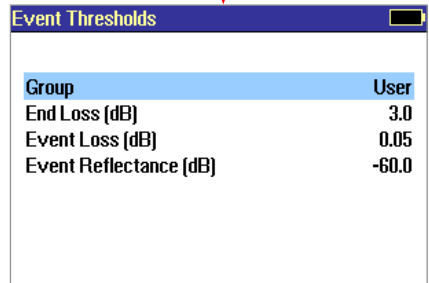 Event Thresholds
Group User
End Loss (dB) 3.0
Event Loss (dB) 0.05
Event Reflectance (dB) -60.0